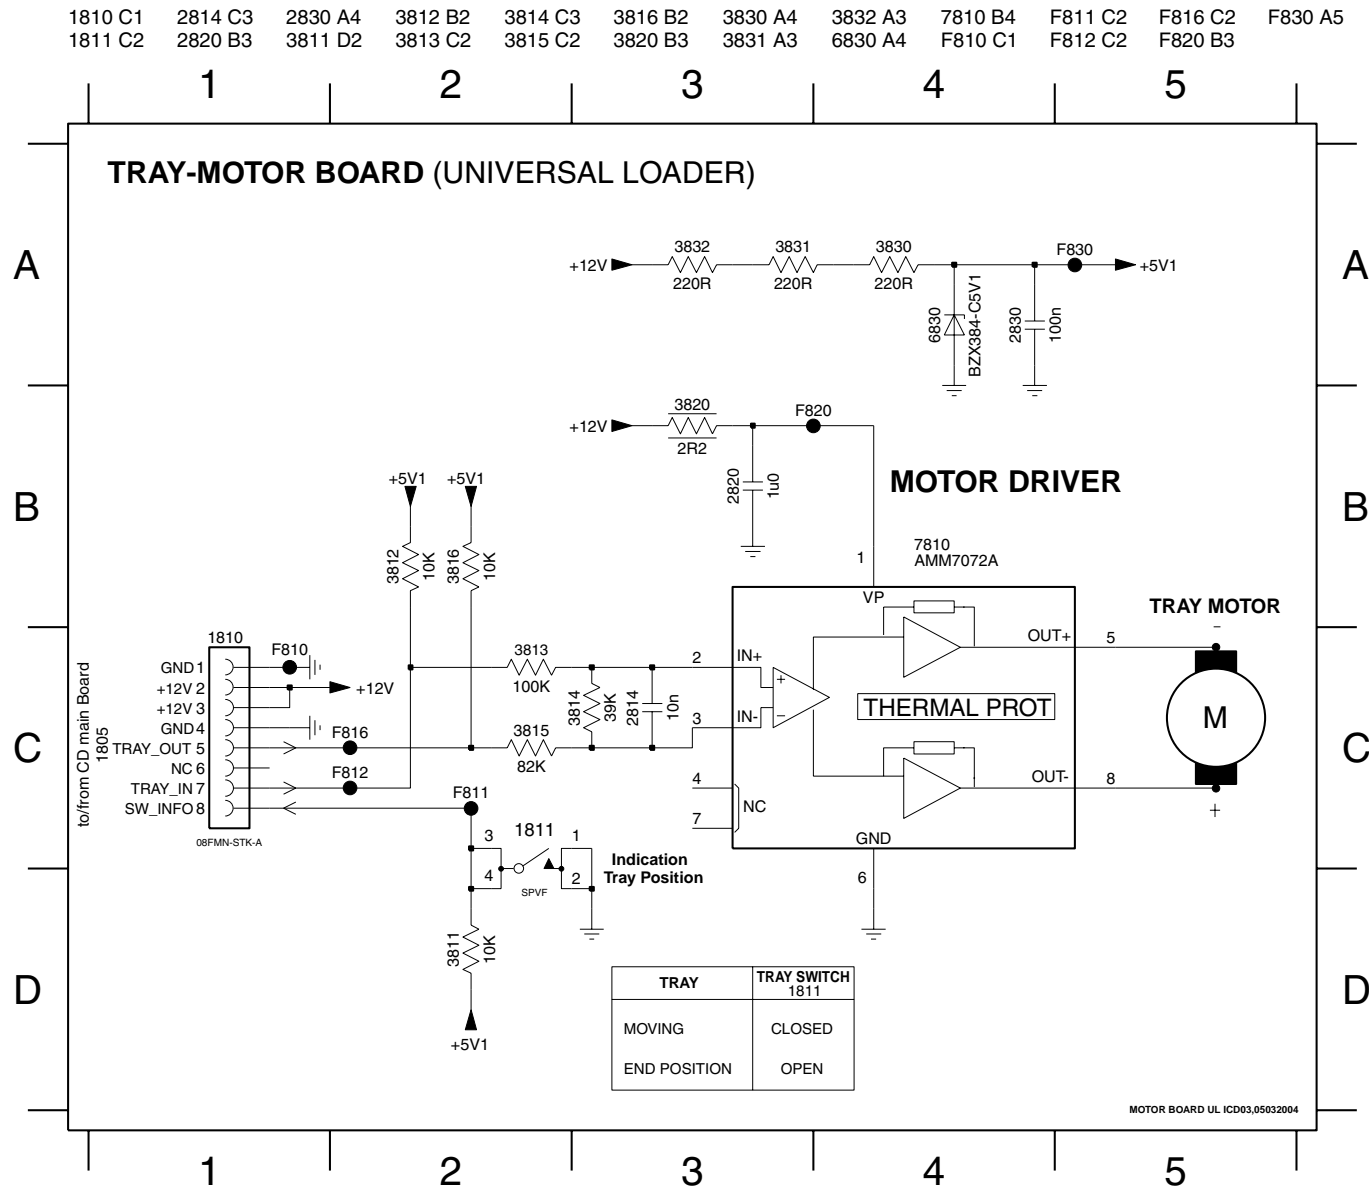 1810 C1 2814 C3 2830 A4 3812 B2 3814 C3 3816 B2 3830 A4 3832 A3 7810 B4 F811 C2 F816 C2 F830 A5
1811 C2 2820 B3 3811 D2 3813 C2 3815 C2 3820 B3 3831 A3 6830 A4 F810 C1 F812 C2 F820 B3
1 2 3 4 5
TRAY-MOTOR BOARD (UNIVERSAL LOADER)
A
A
3832 3831 3830 F830
+12V +5V1
220R 220R 220R
6830
BZX384-C5V1
2830
100n
3820 F820
+12V
2R2
2820
1u0
MOTOR DRIVER
B
B
+5V1 +5V1
3812
10K
3816
10K
1
7810
AMM7072A
VP
TRAY MOTOR
-
1810 F810
to/from CD main Board
1805
GND 1
+12V 2 +12V
+12V 3
GND 4
TRAY_OUT 5 F816
NC 6
TRAY_IN 7 F812
SW_INFO 8 F811
08FMN-STK-A
3813
100K
3814
39K
2814
10n
3815
82K
2 IN+
3 IN-
+
-
4
7
NC
THERMAL PROT
OUT+ 5
OUT- 8
M
+
GND
6
C
C
3 1811 1
4 2
SPVF
Indication
Tray Position
3811
10K
+5V1
D
D
TRAY TRAY SWITCH
1811
MOVING CLOSED
END POSITION OPEN
MOTOR BOARD UL ICD03,05032004
1 2 3 4 5